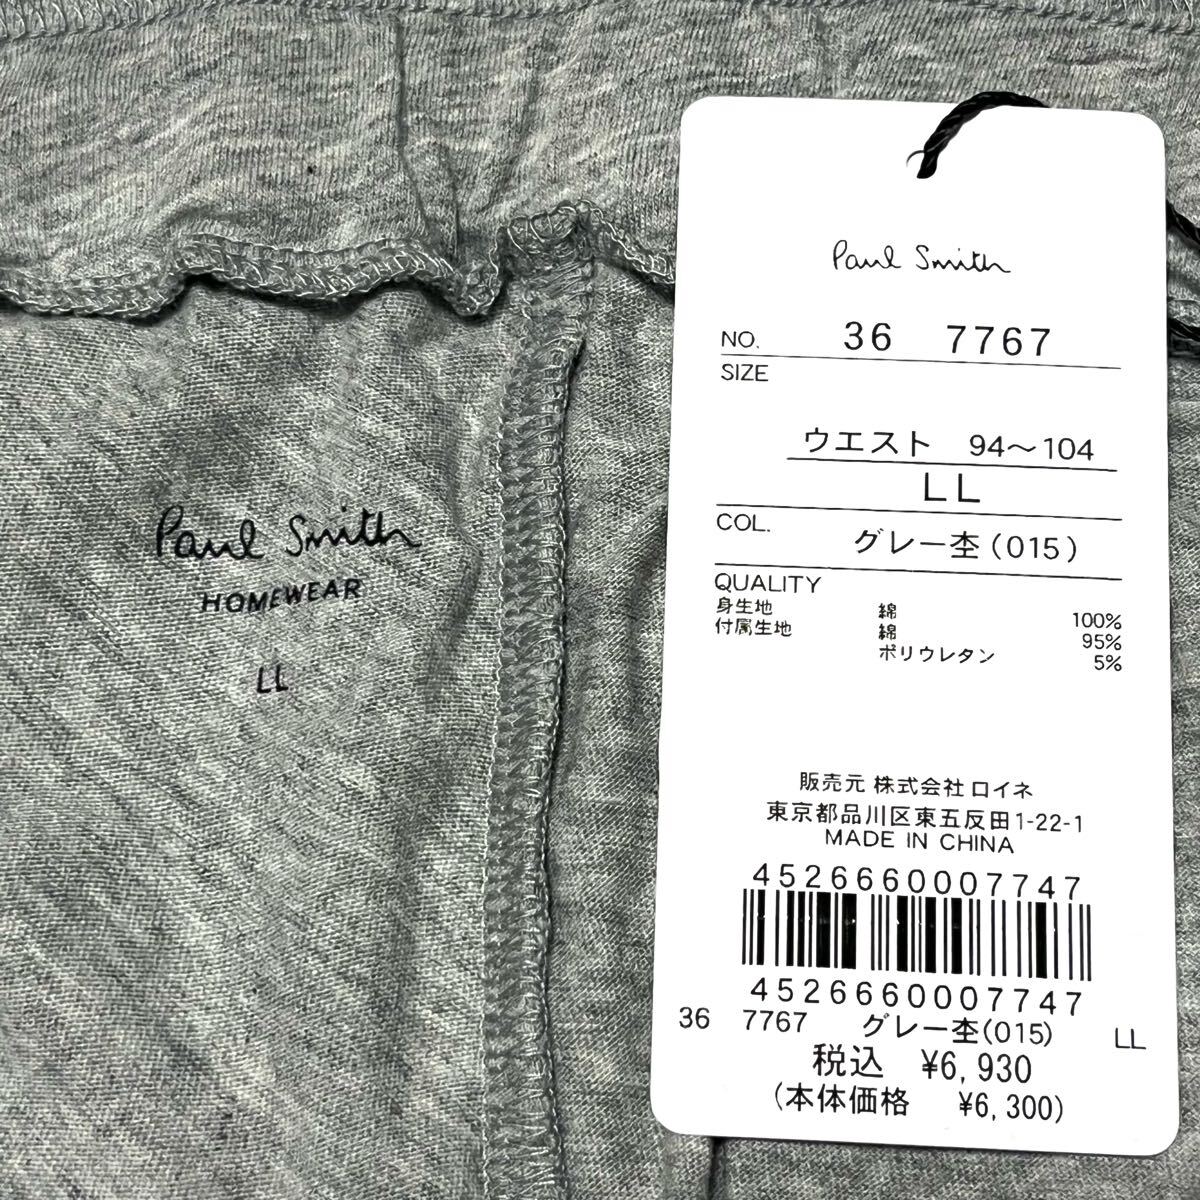 Paul Smith
HOMEWEAR
LL
Paul Smith
NO. 36 7767
SIZE
ウエスト 94～104
LL
COL.
グレー杢(015)
QUALITY
身生地 綿 100%
付属生地 綿 95%
ポリウレタン 5%
販売元 株式会社 ロイネ
東京都品川区東五反田1-22-1
MADE IN CHINA
4526660007747
4526660007747
36 7767 グレー杢(015) LL
税込 ¥6,930
(本体価格 ¥6,300)